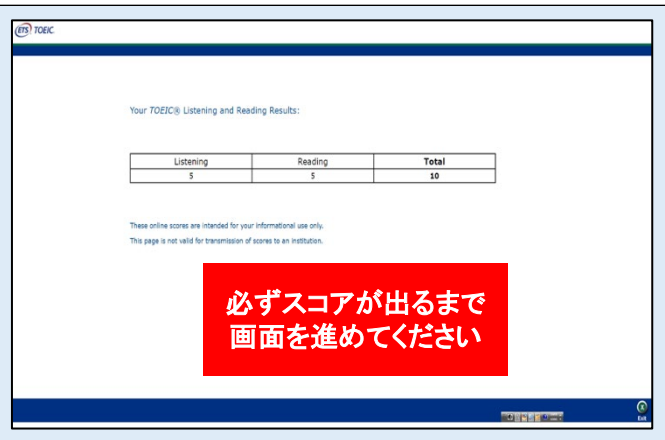 ETS TOEIC
Your TOEIC® Listening and Reading Results:
Listening Reading Total
5 5 10
These online scores are intended for your informational use only.
This page is not valid for transmission of scores to an institution.
必ずスコアが出るまで
画面を進めてください
Exit